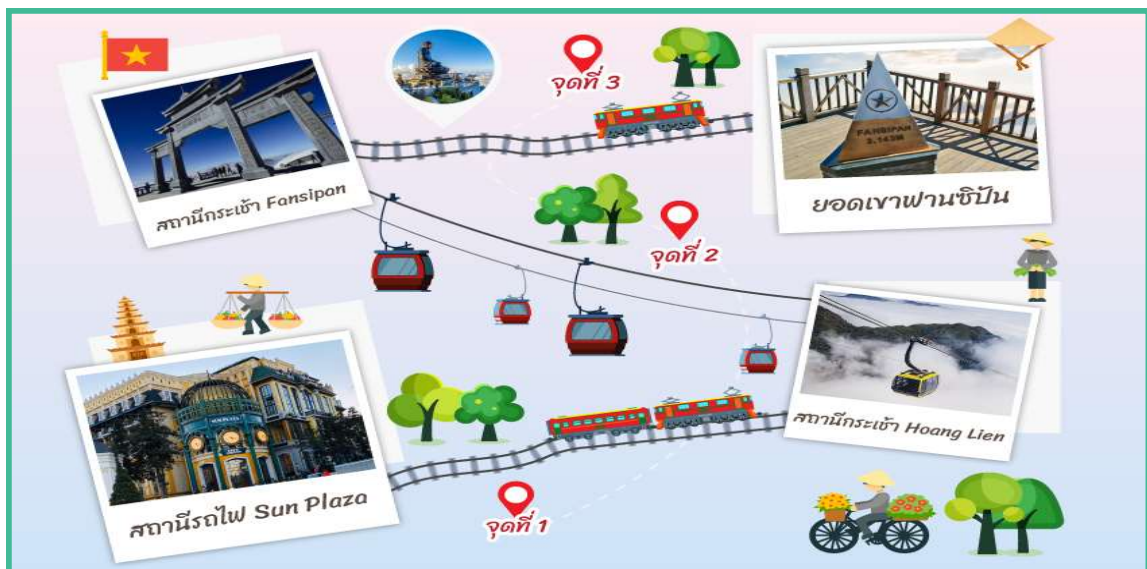 จุดที่ 3
สถานีกระเช้า Fansipan
FANSIPAN
3.143M
ยอดเขาฟานซิปัน
จุดที่ 2
สถานีกระเช้า Hoang Lien
สถานีรถไฟ Sun Plaza
จุดที่ 1